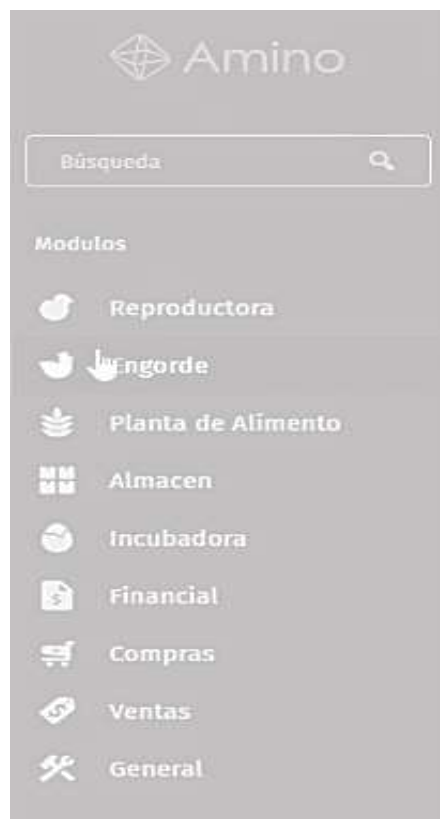 Amino
Búsqueda
Modulos
Reproductora
Engorde
Planta de Alimento
Almacen
Incubadora
Financial
Compras
Ventas
General